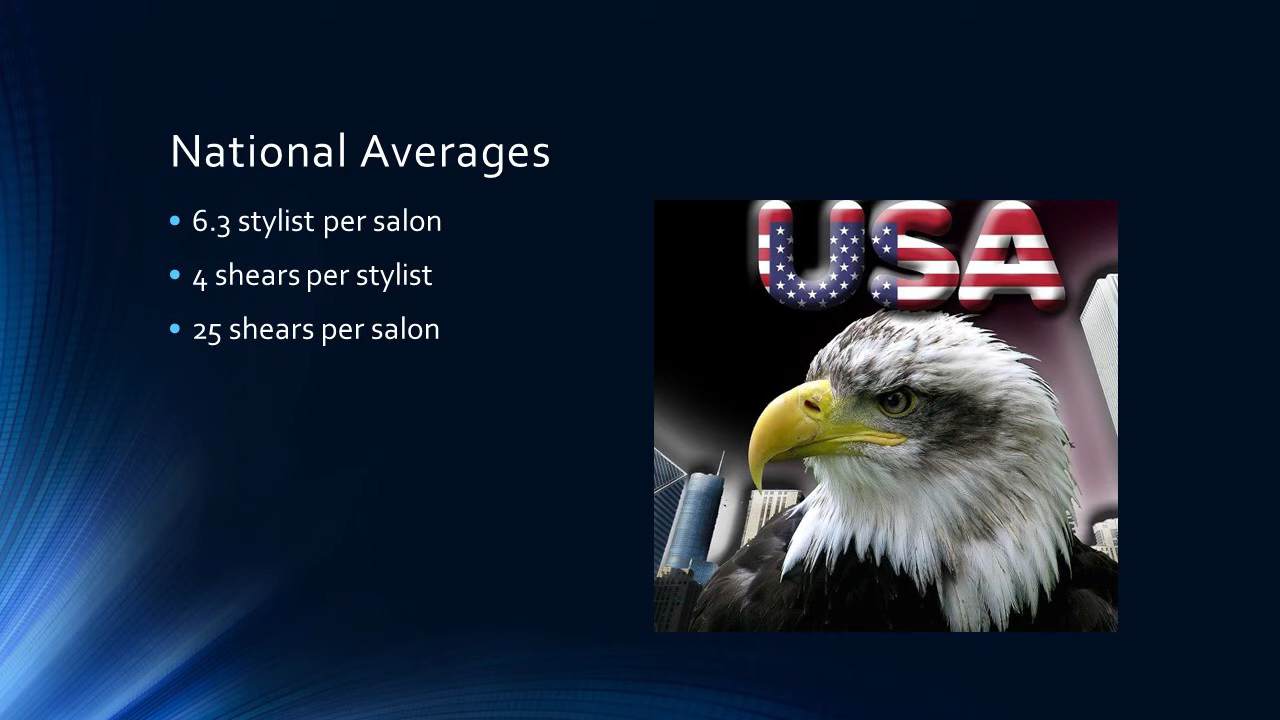 National Averages
• 6.3 stylist per salon
• 4 shears per stylist
• 25 shears per salon
USA